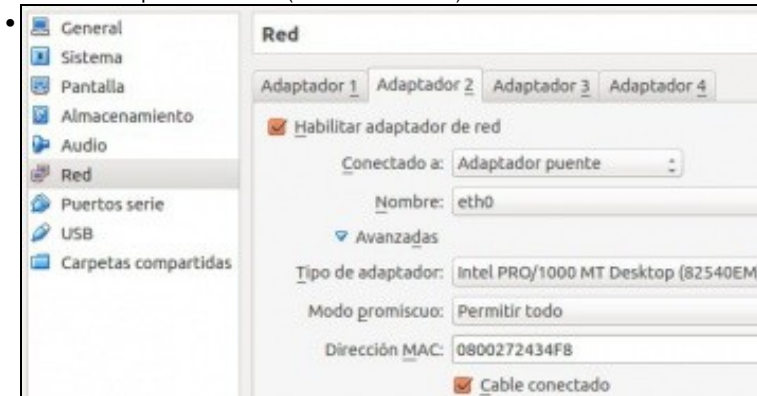 General
Sistema
Pantalla
Almacenamiento
Audio
Red
Puertos serie
USB
Carpetas compartidas
Red
Adaptador 1 Adaptador 2 Adaptador 3 Adaptador 4
Habilitar adaptador de red
Conectado a: Adaptador puente
Nombre: eth0
Avanzadas
Tipo de adaptador: Intel PRO/1000 MT Desktop (82540EM
Modo promiscuo: Permitir todo
Dirección MAC: 0800272434F8
Cable conectado